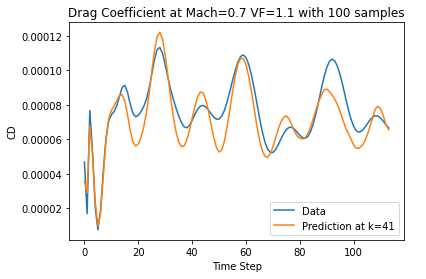 Drag Coefficient at Mach=0.7 VF=1.1 with 100 samples
0.00012
0.00010
0.00008
0.00006
0.00004
0.00002
CD
0 20 40 60 80 100
Time Step
Data
Prediction at k=41